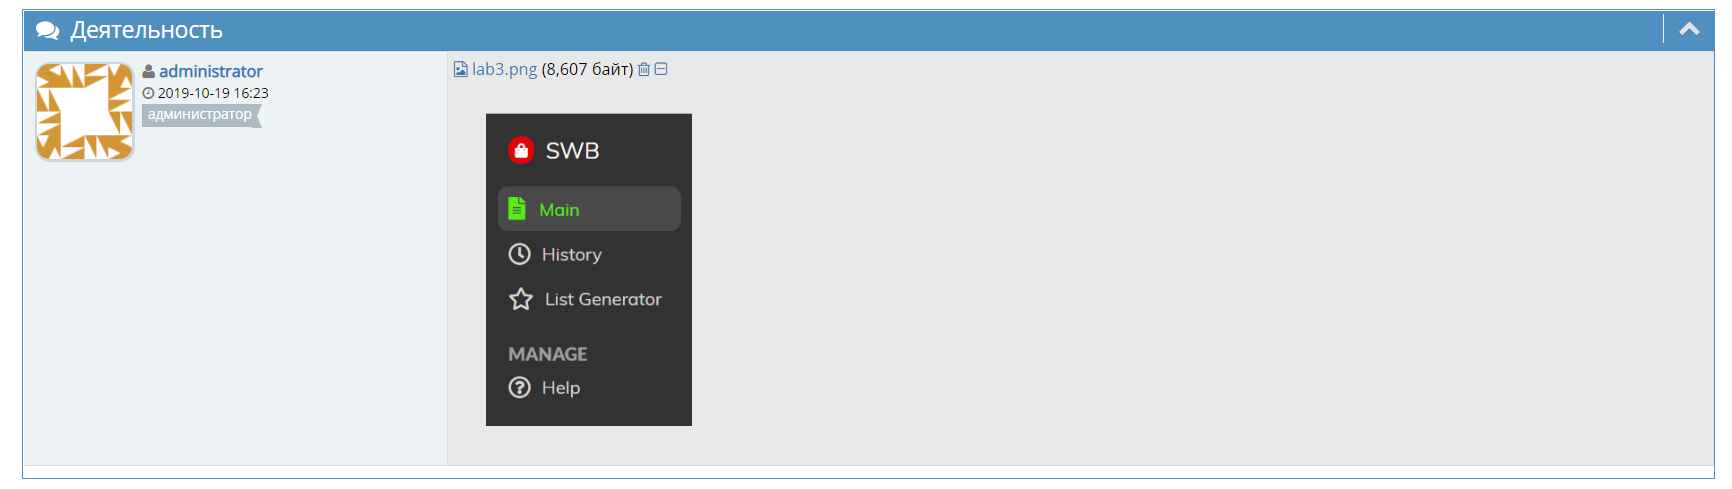 Деятельность
administrator
2019-10-19 16:23
администратор
lab3.png (8,607 байт)
SWB
Main
History
List Generator
MANAGE
Help